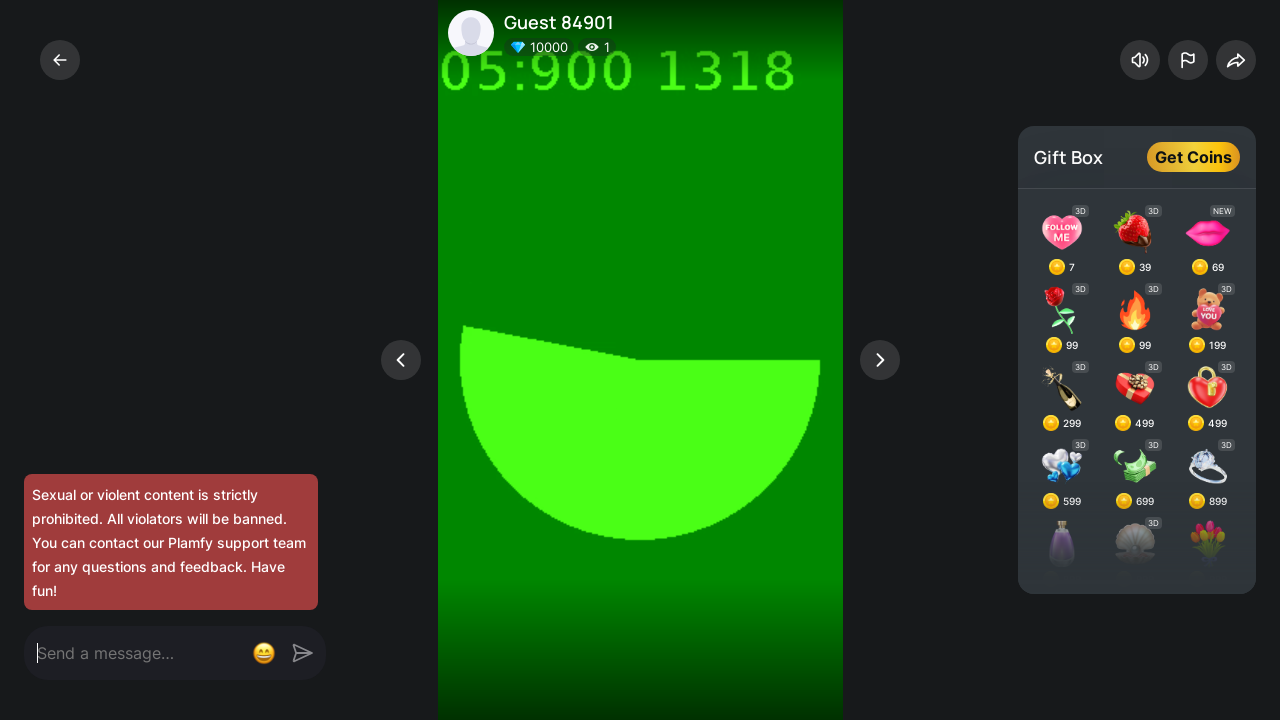 Guest 84901
10000 1
05:900 1318
Gift Box
Get Coins
3D 3D NEW
FOLLOW ME
7 39 69
3D 3D 3D
LOVE YOU
99 99 199
3D 3D 3D
299 499 499
3D 3D 3D
599 699 899
3D
Sexual or violent content is strictly
prohibited. All violators will be banned.
You can contact our Plamfy support team
for any questions and feedback. Have
fun!
Send a message...